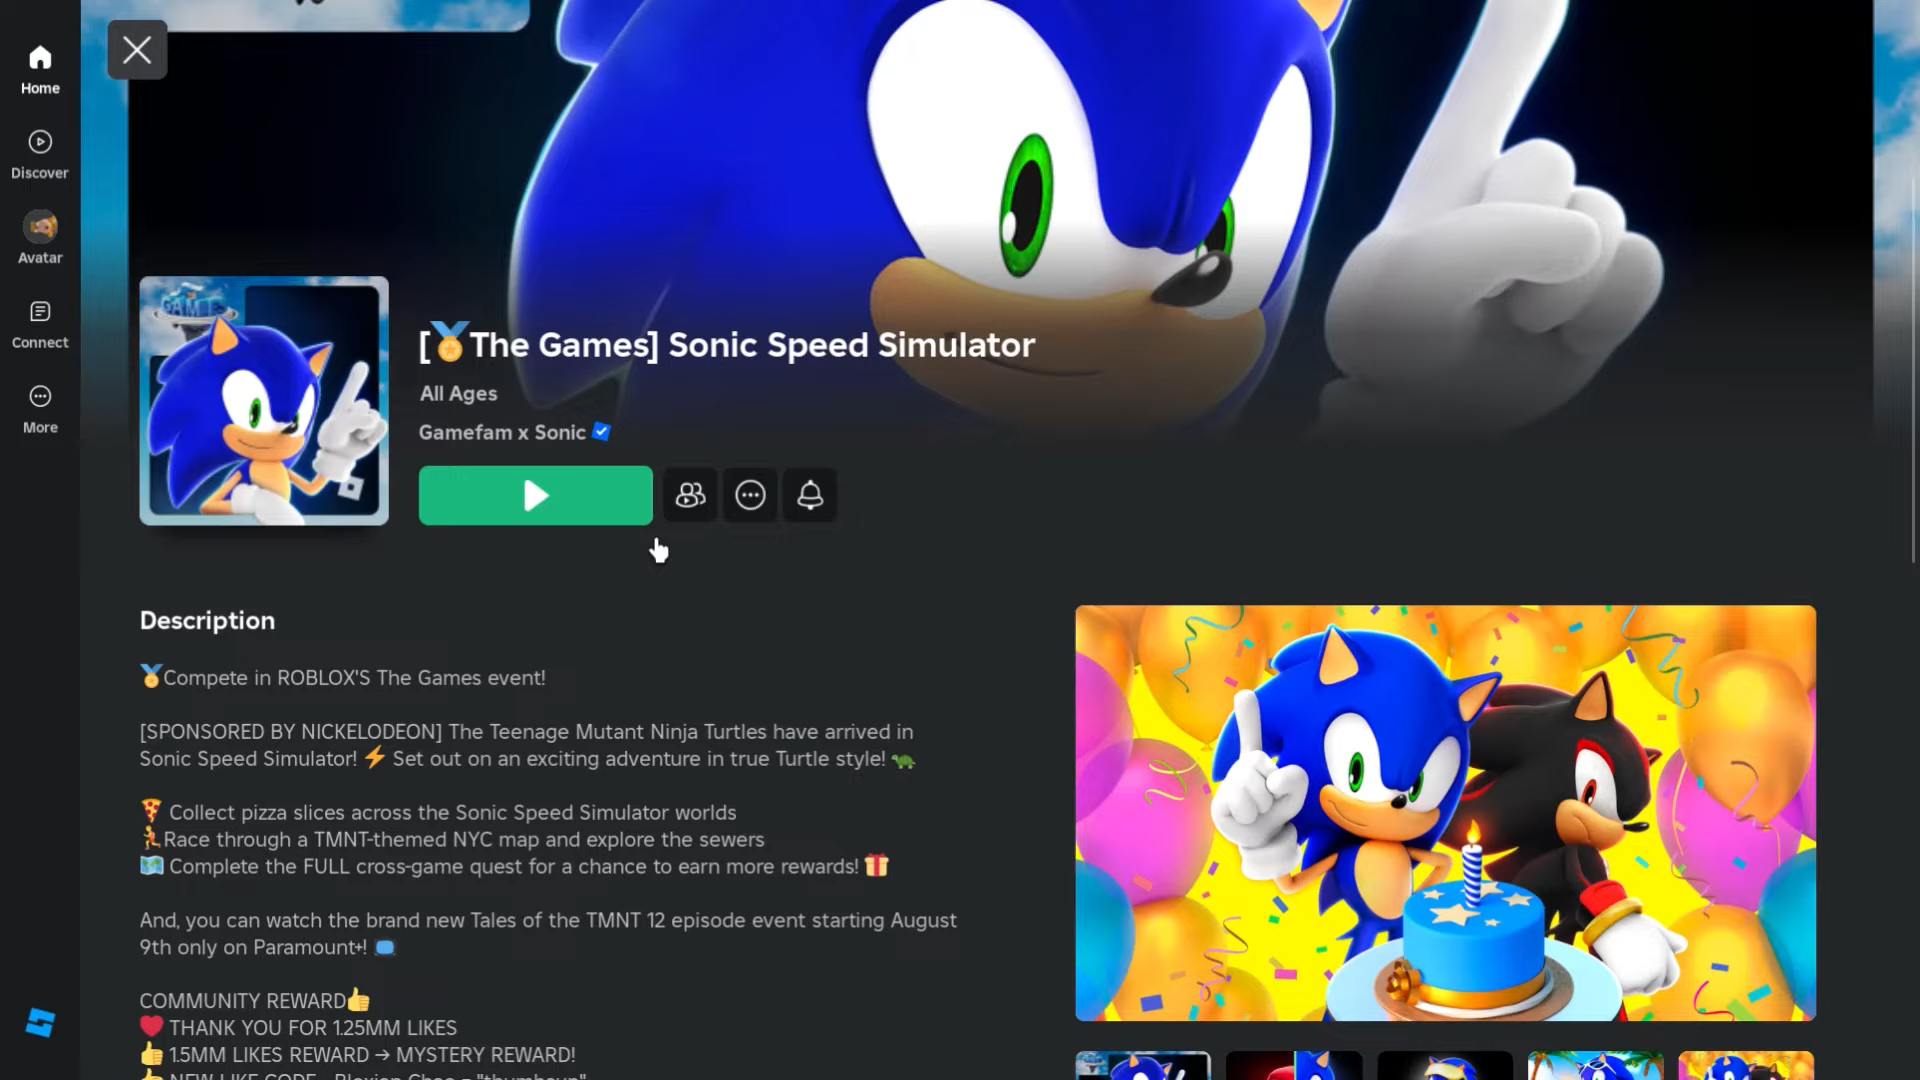 Home
Discover
Avatar
Connect
More
GAMES
[🏅The Games] Sonic Speed Simulator
All Ages
Gamefam x Sonic
Description
🏅Compete in ROBLOX'S The Games event!
[SPONSORED BY NICKELODEON] The Teenage Mutant Ninja Turtles have arrived in
Sonic Speed Simulator! ⚡ Set out on an exciting adventure in true Turtle style! 🐢
🍕 Collect pizza slices across the Sonic Speed Simulator worlds
🏃Race through a TMNT-themed NYC map and explore the sewers
🗺️ Complete the FULL cross-game quest for a chance to earn more rewards! 🎁
And, you can watch the brand new Tales of the TMNT 12 episode event starting August
9th only on Paramount+!
COMMUNITY REWARD👍
❤️ THANK YOU FOR 1.25MM LIKES
👍 1.5MM LIKES REWARD → MYSTERY REWARD!